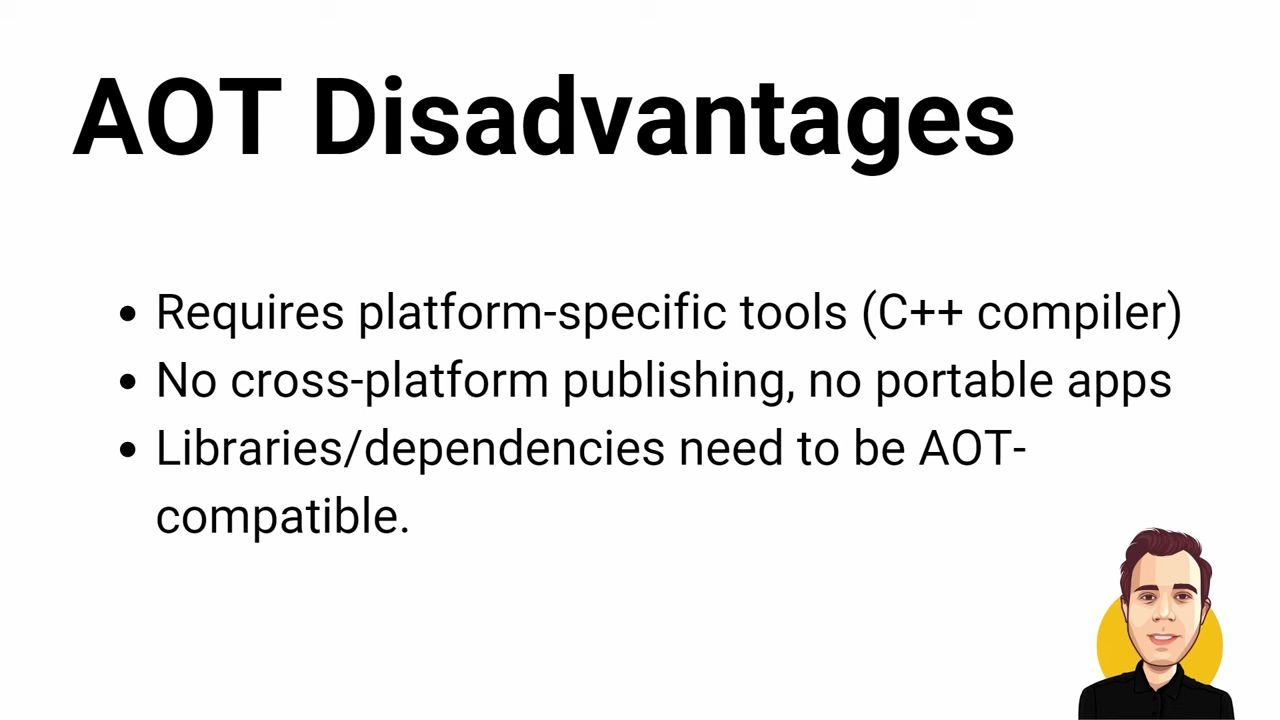 AOT Disadvantages
• Requires platform-specific tools (C++ compiler)
• No cross-platform publishing, no portable apps
• Libraries/dependencies need to be AOT-
compatible.